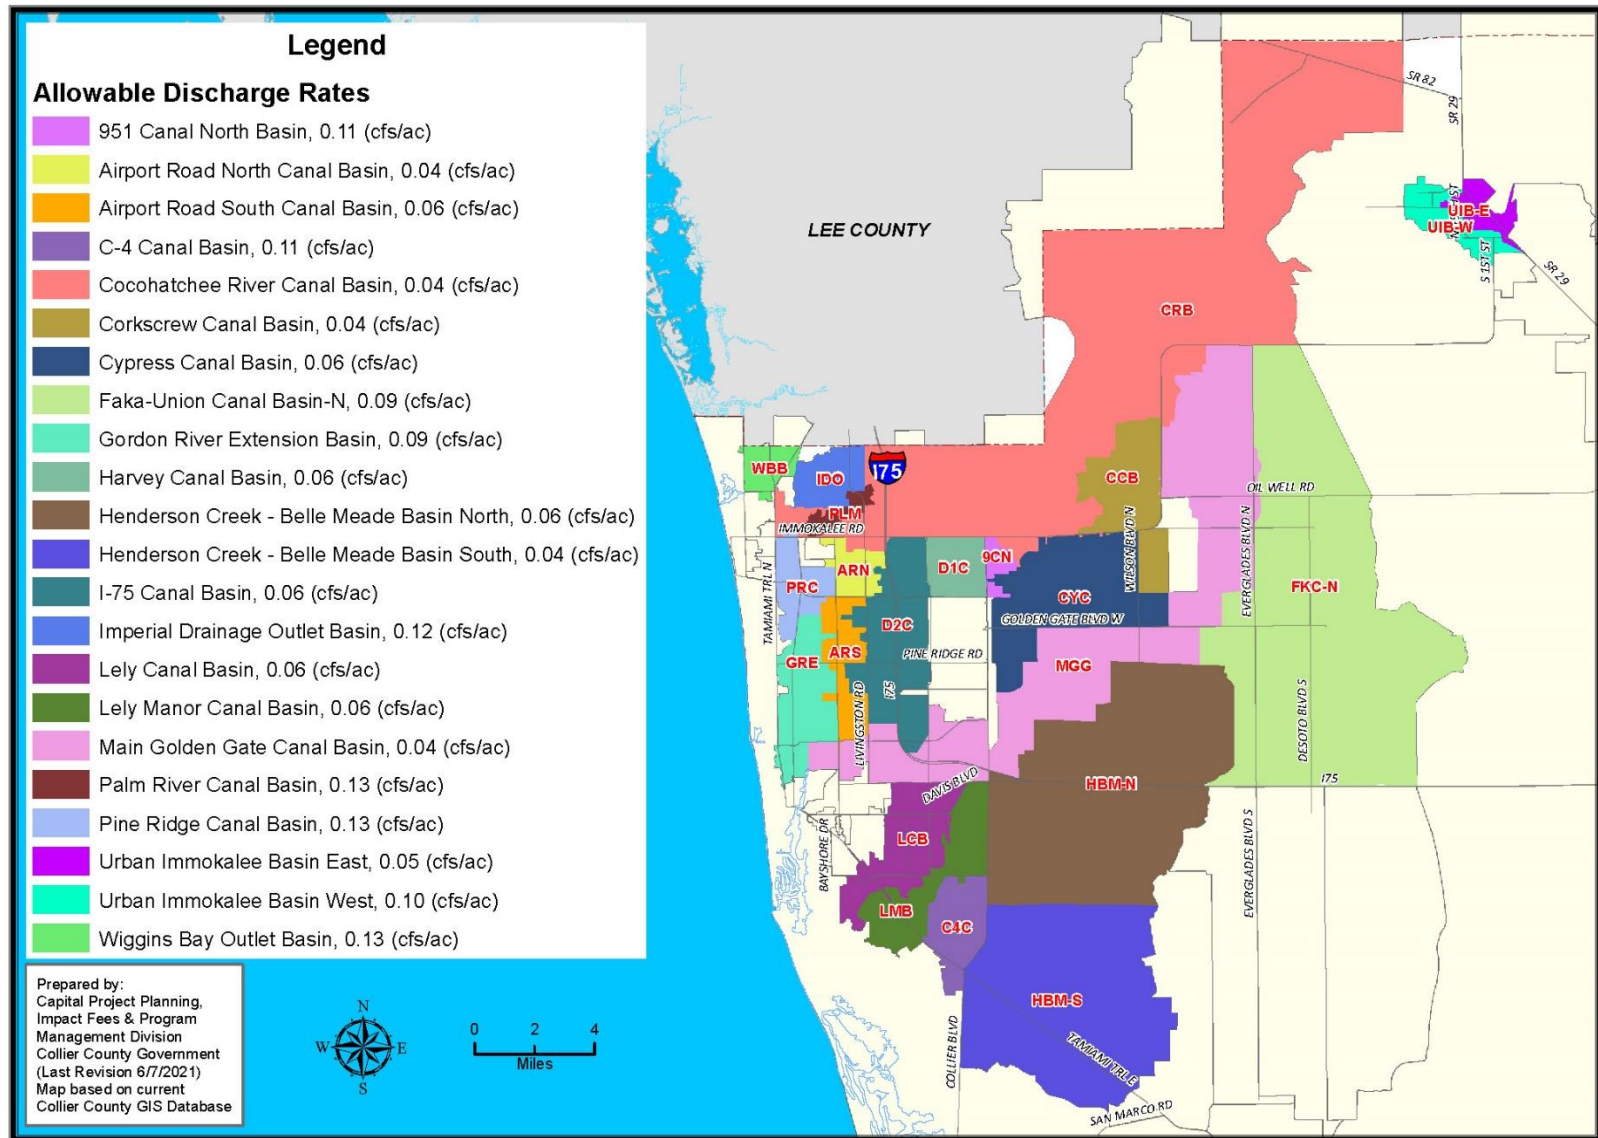 Legend
Allowable Discharge Rates
951 Canal North Basin, 0.11 (cfs/ac)
Airport Road North Canal Basin, 0.04 (cfs/ac)
Airport Road South Canal Basin, 0.06 (cfs/ac)
C-4 Canal Basin, 0.11 (cfs/ac)
Cocohatchee River Canal Basin, 0.04 (cfs/ac)
Corkscrew Canal Basin, 0.04 (cfs/ac)
Cypress Canal Basin, 0.06 (cfs/ac)
Faka-Union Canal Basin-N, 0.09 (cfs/ac)
Gordon River Extension Basin, 0.09 (cfs/ac)
Harvey Canal Basin, 0.06 (cfs/ac)
Henderson Creek - Belle Meade Basin North, 0.06 (cfs/ac)
Henderson Creek - Belle Meade Basin South, 0.04 (cfs/ac)
I-75 Canal Basin, 0.06 (cfs/ac)
Imperial Drainage Outlet Basin, 0.12 (cfs/ac)
Lely Canal Basin, 0.06 (cfs/ac)
Lely Manor Canal Basin, 0.06 (cfs/ac)
Main Golden Gate Canal Basin, 0.04 (cfs/ac)
Palm River Canal Basin, 0.13 (cfs/ac)
Pine Ridge Canal Basin, 0.13 (cfs/ac)
Urban Immokalee Basin East, 0.05 (cfs/ac)
Urban Immokalee Basin West, 0.10 (cfs/ac)
Wiggins Bay Outlet Basin, 0.13 (cfs/ac)
Prepared by:
Capital Project Planning,
Impact Fees & Program
Management Division
Collier County Government
(Last Revision 6/7/2021)
Map based on current
Collier County GIS Database
N
W E
S
0 2 4
Miles
LEE COUNTY
SR 82
SR 29
UIB-E
UIB-W
S 1ST ST
SR 29
CRB
WBB
IDO
I75
CCB
OIL WELL RD
PLM
IMMOKALEE RD
WILSON BLVD N
EVERGLADES BLVD N
PRC
ARN
D1C
9CN
CYC
FKC-N
TAMIAMI TRL N
GOLDEN GATE BLVD W
D2C
GRE
ARS
PINE RIDGE RD
MGG
LIVINGSTON RD
I75
DESOTO BLVD S
DAVIS BLVD
HBM-N
I75
BAYSHORE DR
LCB
EVERGLADES BLVD S
LMB
C4C
HBM-S
COLLIER BLVD
TAMIAMI TRL E
SAN MARCO RD